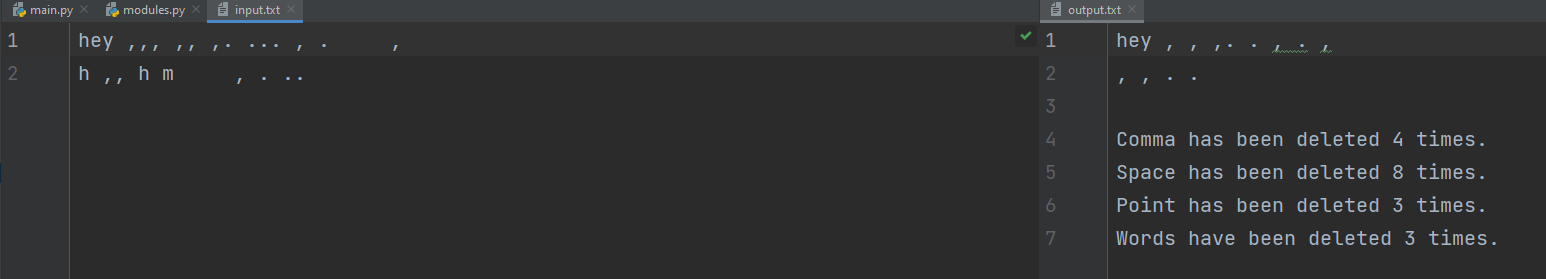 main.py modules.py input.txt
1 hey ,,, ,, ,. ... , .     ,
2 h ,, h m     , . ..
output.txt
1 hey , , ,. . , . ,
2 , , . .
3
4 Comma has been deleted 4 times.
5 Space has been deleted 8 times.
6 Point has been deleted 3 times.
7 Words have been deleted 3 times.